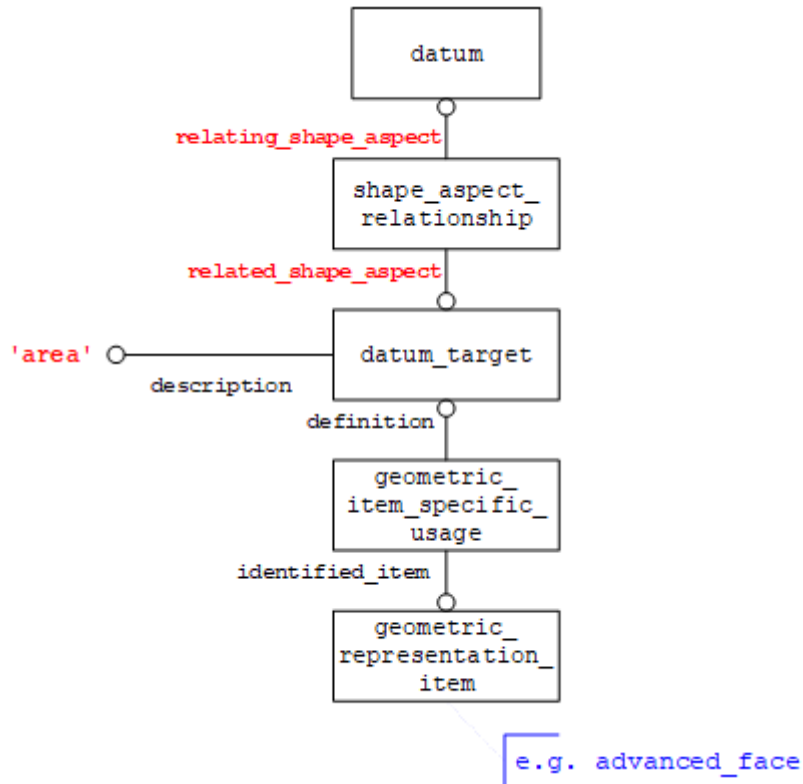 datum
relating_shape_aspect
shape_aspect_
relationship
related_shape_aspect
'area'
datum_target
description
definition
geometric_
item_specific_
usage
identified_item
geometric_
representation_
item
e.g. advanced_face